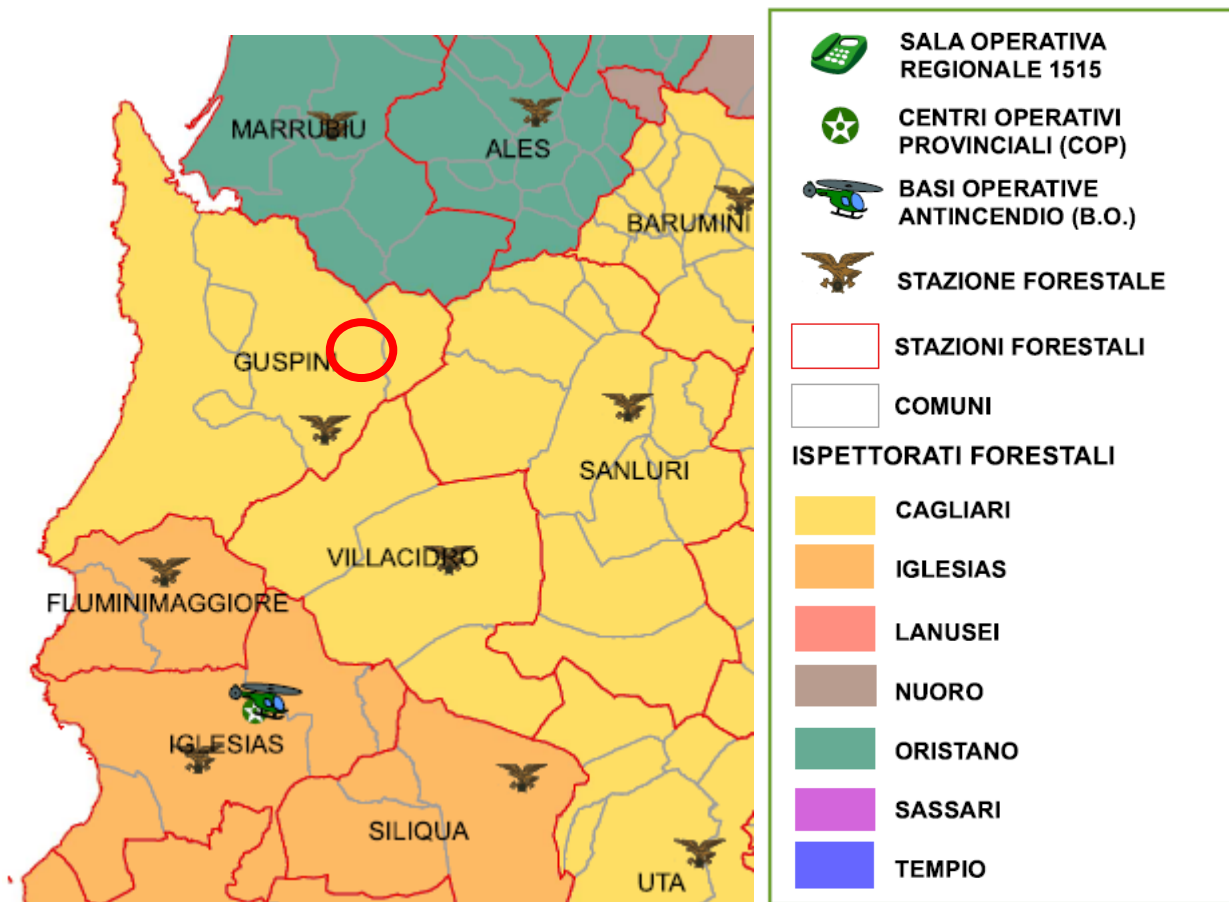 MARRUBIU
ALES
BARUMINI
GUSPINI
SANLURI
VILLACIDRO
FLUMINIMAGGIORE
IGLESIAS
SILIQUA
UTA
SALA OPERATIVA
REGIONALE 1515
CENTRI OPERATIVI
PROVINCIALI (COP)
BASI OPERATIVE
ANTINCENDIO (B.O.)
STAZIONE FORESTALE
STAZIONI FORESTALI
COMUNI
ISPETTORATI FORESTALI
CAGLIARI
IGLESIAS
LANUSEI
NUORO
ORISTANO
SASSARI
TEMPIO